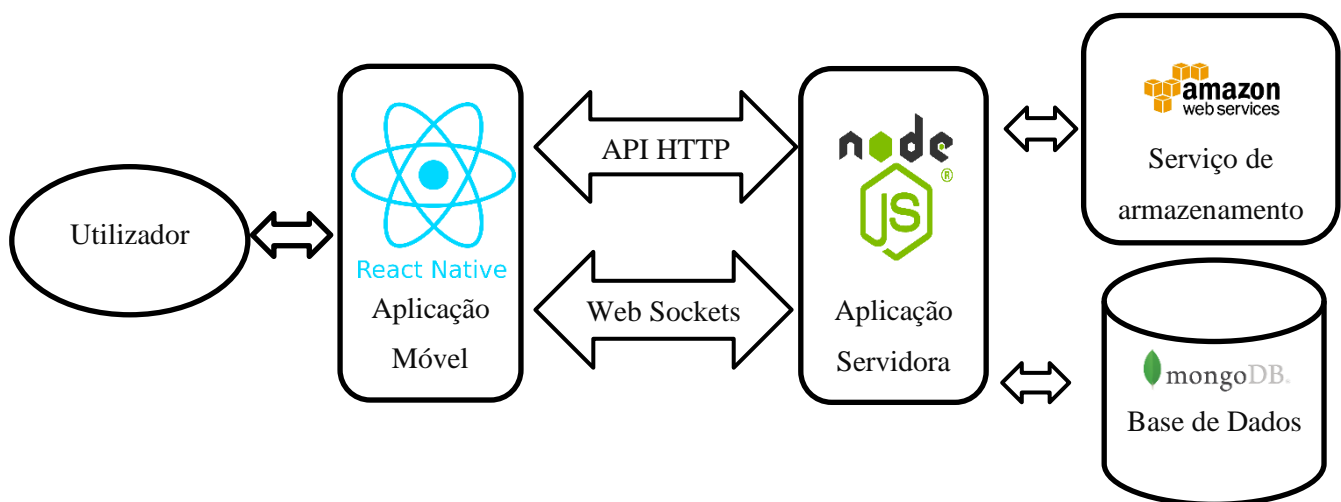 Utilizador
React Native
Aplicação
Móvel
API HTTP
Web Sockets
node
JS
®
Aplicação
Servidora
amazon
web services
Serviço de
armazenamento
mongoDB.
Base de Dados